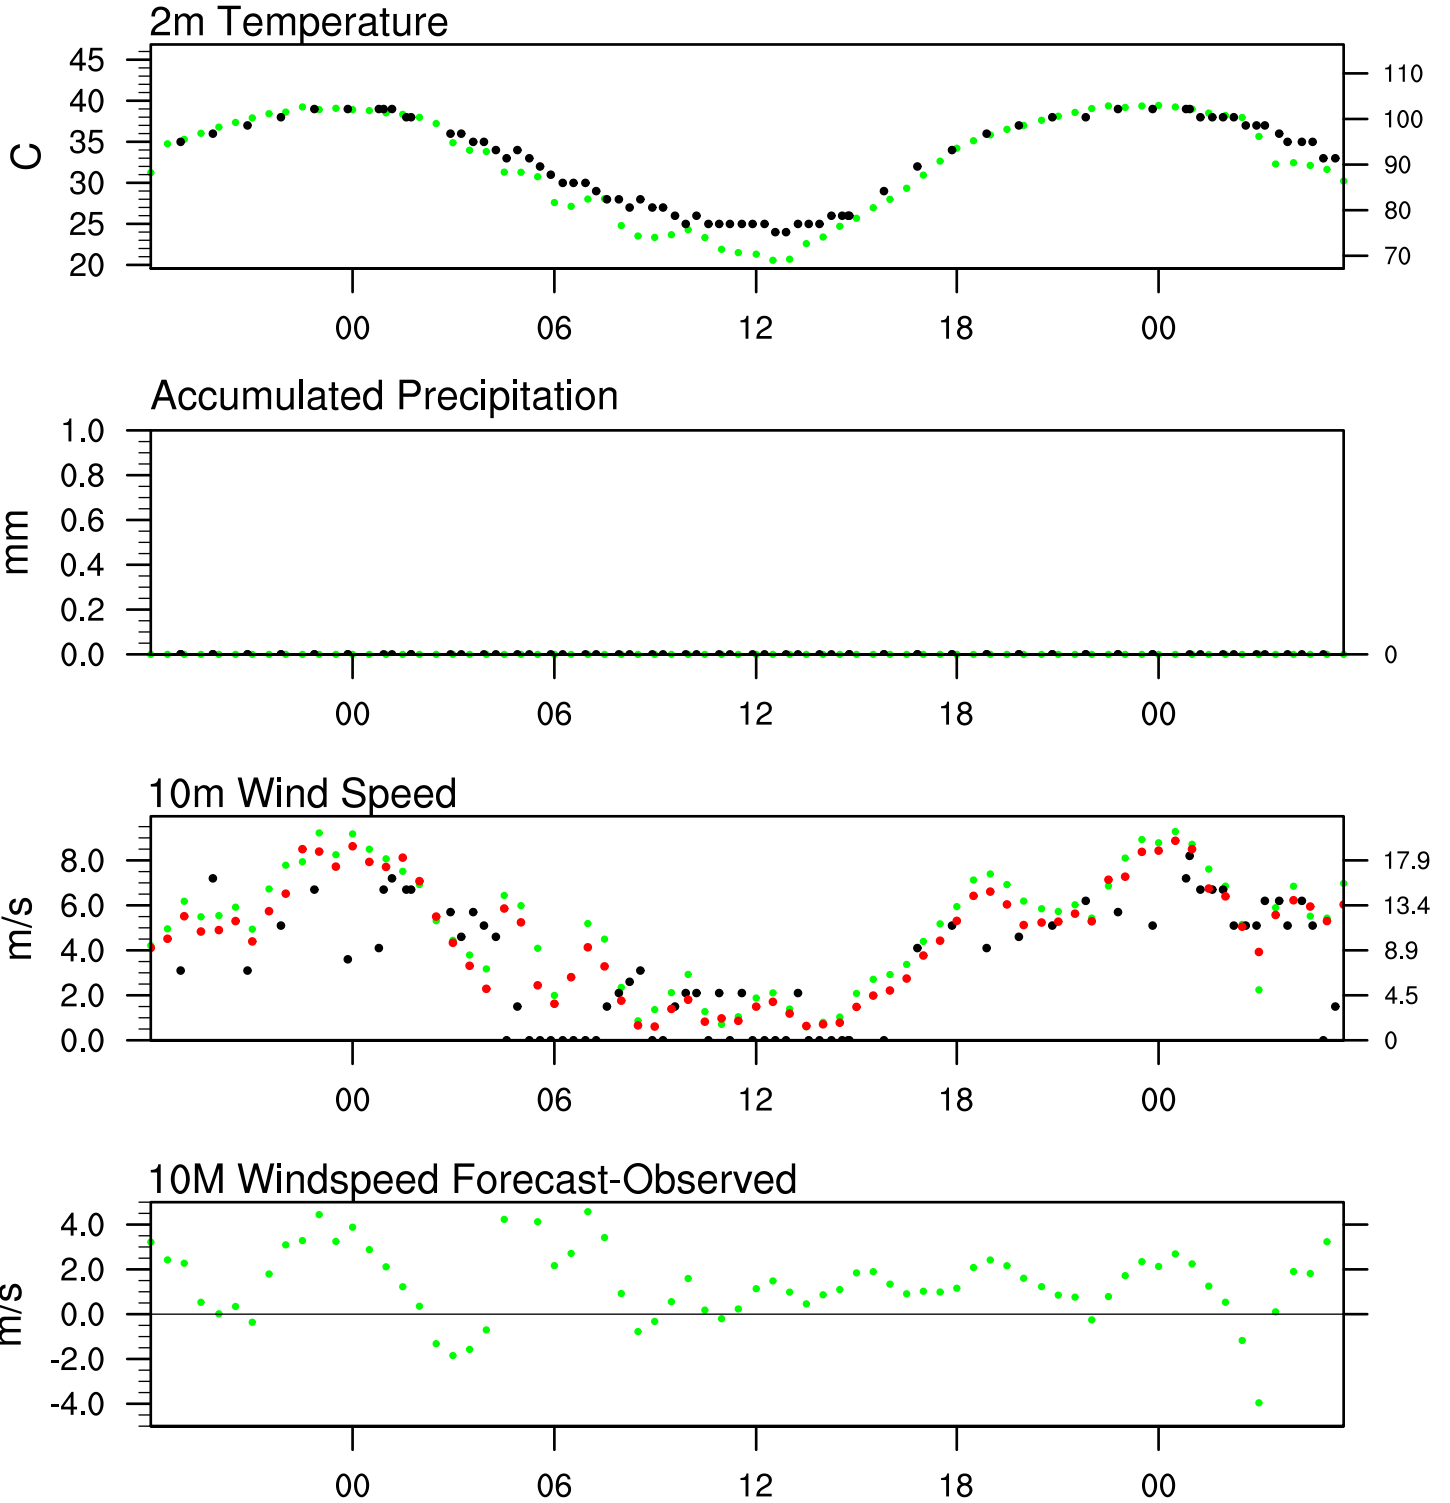 2m Temperature
45
40
35
30
25
20
C
110
100
90
80
70
00 06 12 18 00
Accumulated Precipitation
1.0
0.8
0.6
0.4
0.2
0.0
mm
0
00 06 12 18 00
10m Wind Speed
8.0
6.0
4.0
2.0
0.0
m/s
17.9
13.4
8.9
4.5
0
00 06 12 18 00
10M Windspeed Forecast-Observed
4.0
2.0
0.0
-2.0
-4.0
m/s
00 06 12 18 00